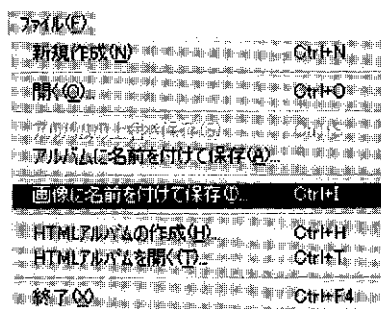 ファイル(F)
新規作成(N) Ctrl+N
開く(O)... Ctrl+O
アルバムに名前を付けて保存(A)...
画像に名前を付けて保存(I)... Ctrl+I
HTMLアルバムの作成(H)... Ctrl+H
HTMLアルバムを開く(T)... Ctrl+T
終了(X) Ctrl+F4